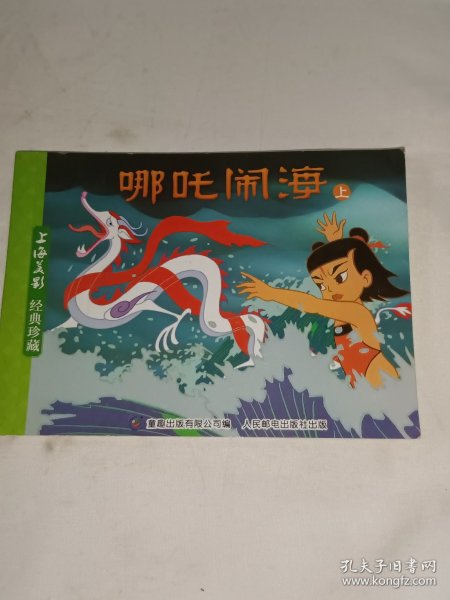 哪吒闹海 上
上海美影
经典珍藏
童趣出版有限公司编 人民邮电出版社出版
孔夫子旧书网
www.kongfz.com